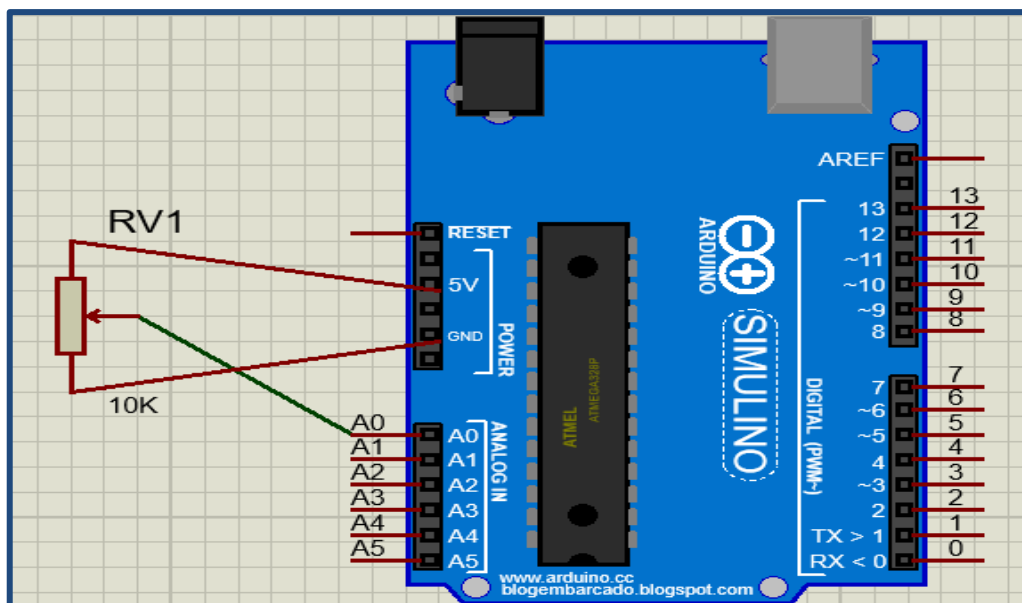 RV1
10K
RESET
5V
GND
POWER
A0
A1
A2
A3
A4
A5
A0
A1
A2
A3
A4
A5
ANALOG IN
ATMEL
ATMEGA328P
ARDUINO
SIMULINO
AREF
13
12
~11
~10
~9
8
7
~6
~5
4
~3
2
TX > 1
RX < 0
DIGITAL (PWM~)
13
12
11
10
9
8
7
6
5
4
3
2
1
0
www.arduino.cc
blogembarcado.blogspot.com